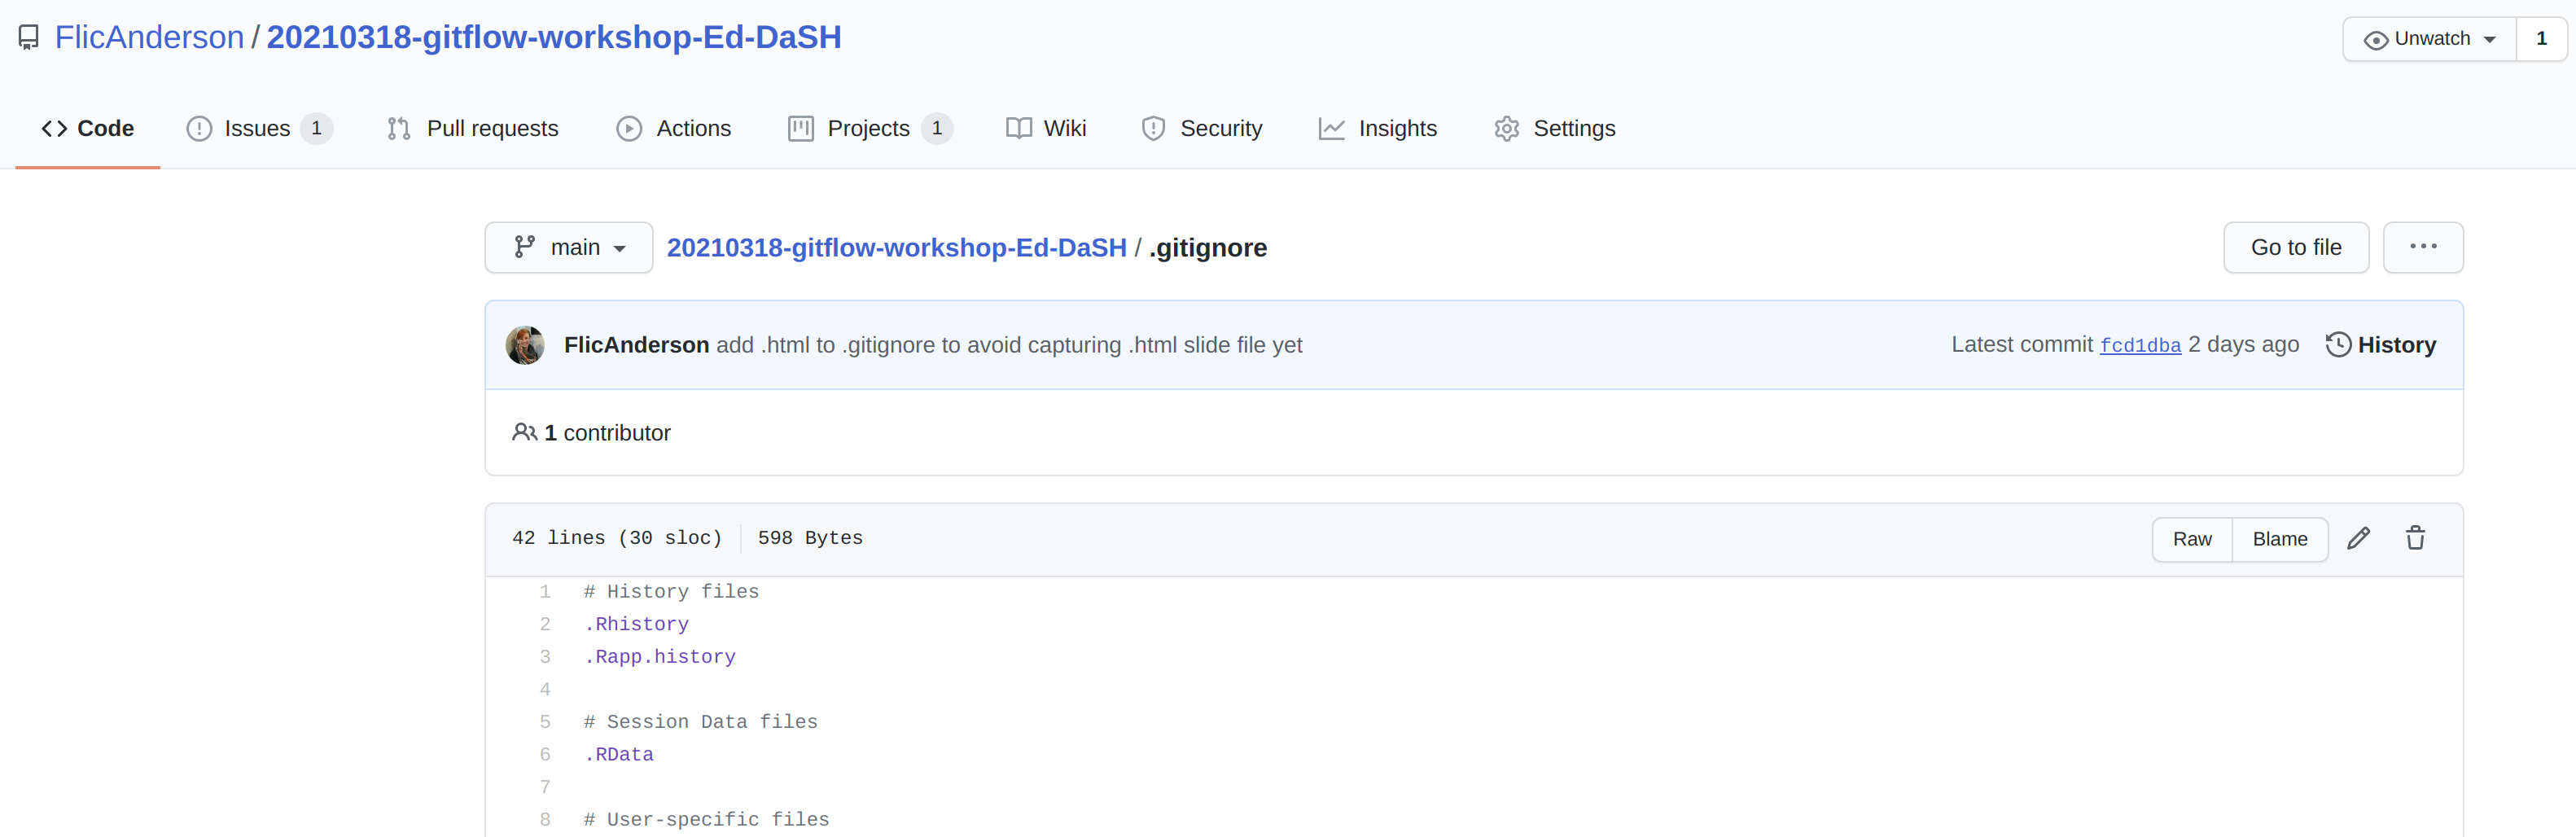 FlicAnderson / 20210318-gitflow-workshop-Ed-DaSH
Unwatch 1
Code Issues 1 Pull requests Actions Projects 1 Wiki Security Insights Settings
main 20210318-gitflow-workshop-Ed-DaSH / .gitignore Go to file ...
FlicAnderson add .html to .gitignore to avoid capturing .html slide file yet Latest commit fcd1dba 2 days ago History
1 contributor
42 lines (30 sloc) 598 Bytes Raw Blame
1 # History files
2 .Rhistory
3 .Rapp.history
4
5 # Session Data files
6 .RData
7
8 # User-specific files